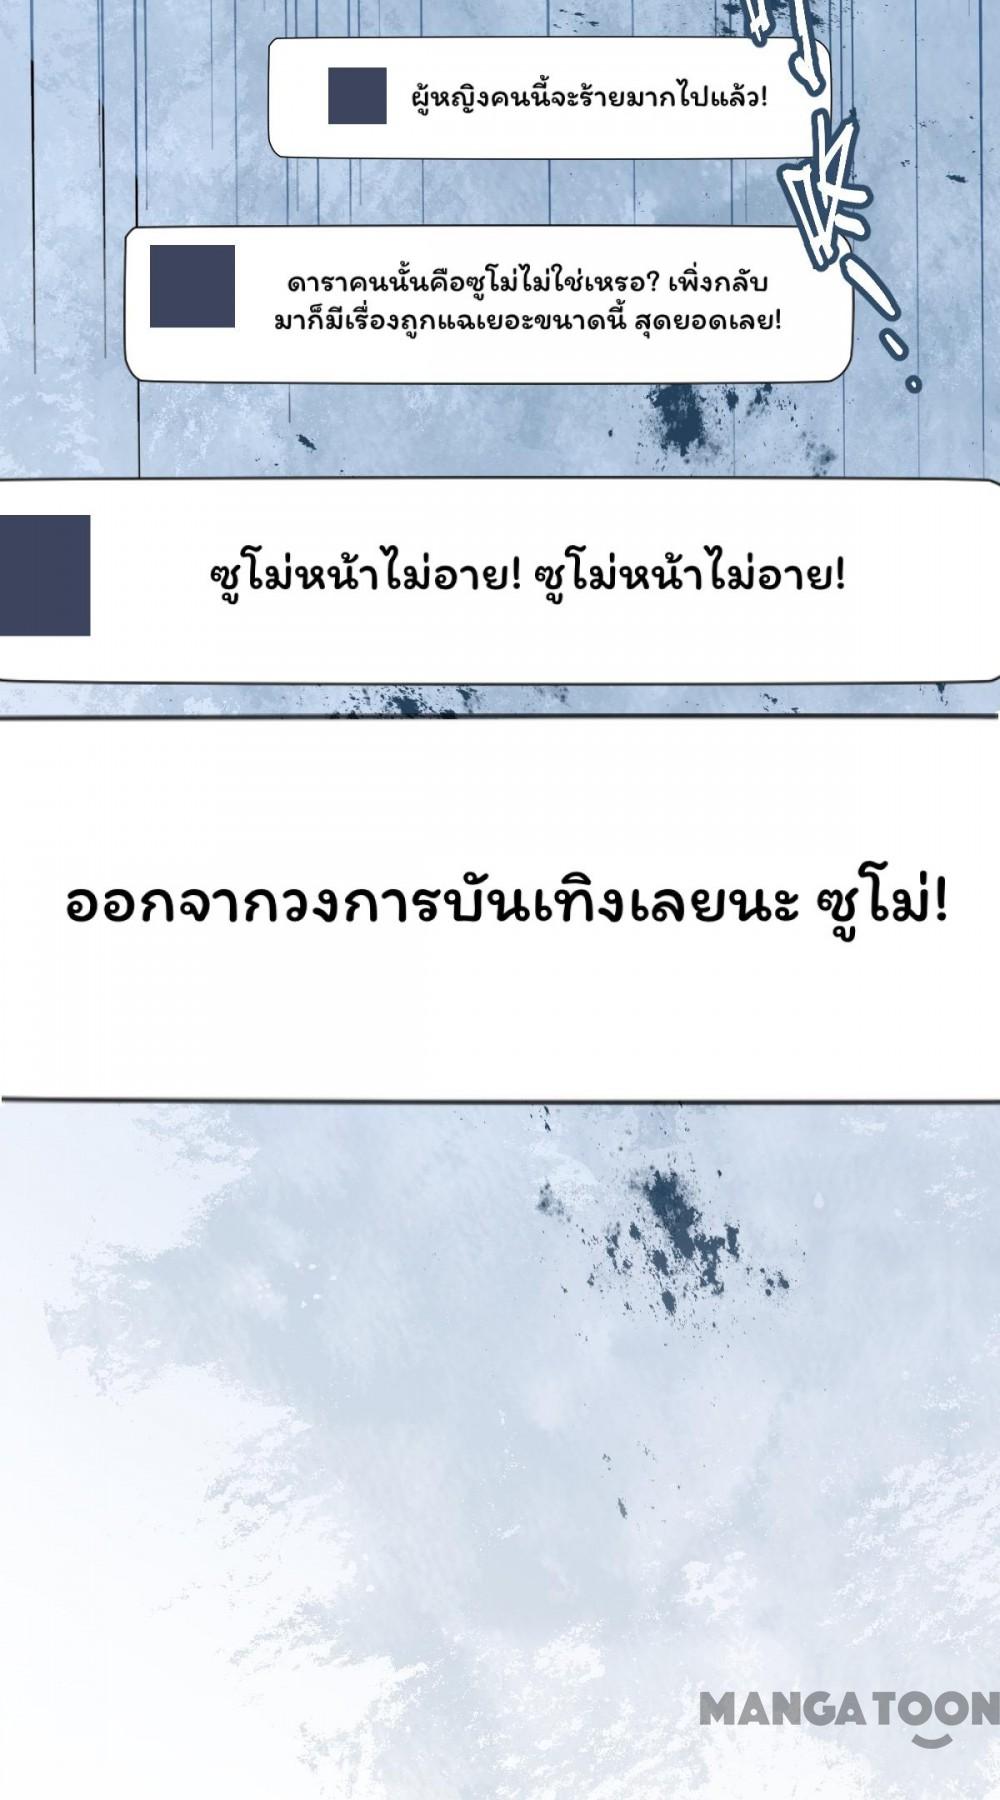 ผู้หญิงคนนี้จะร้ายมากไปแล้ว!
ดาราคนนั้นคือซูโม่ไม่ใช่เหรอ? เพิ่งกลับ
มาก็มีเรื่องถูกแฉเยอะขนาดนี้ สุดยอดเลย!
ซูโม่หน้าไม่อาย! ซูโม่หน้าไม่อาย!
ออกจากวงการบันเทิงเลยนะ ซูโม่!
MANGATOON